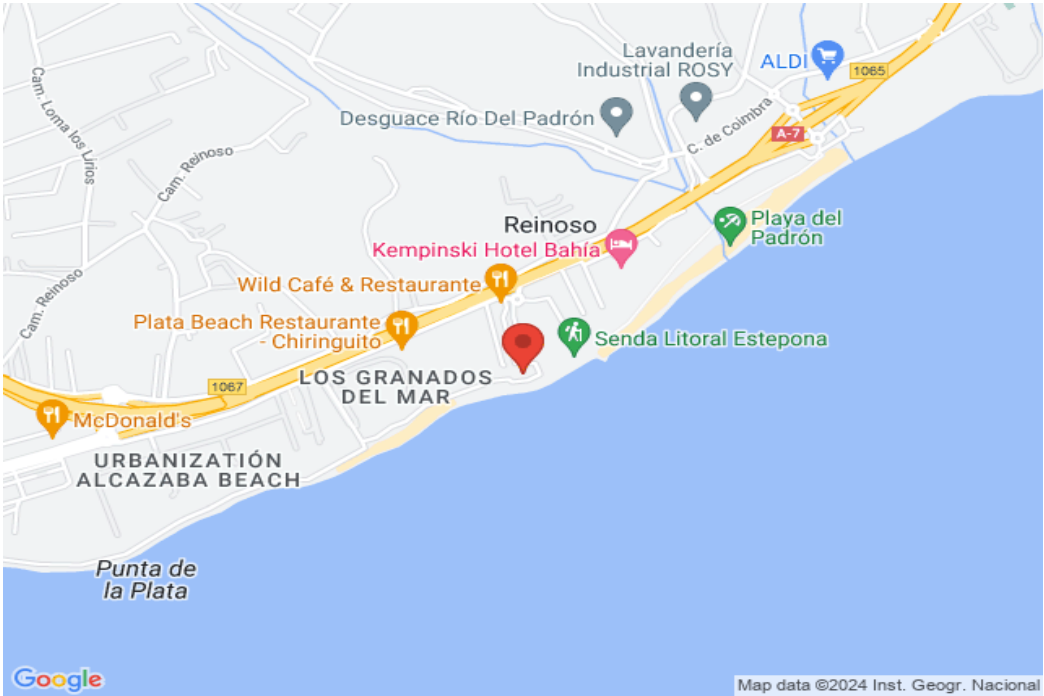 Lavandería
Industrial ROSY
ALDI
1065
Desguace Río Del Padrón
C. de Coimbra
A-7
Cam. Loma los Lirios
Cam. Reinoso
Reinoso
Playa del
Padrón
Kempinski Hotel Bahía
Wild Café & Restaurante
Cam. Reinoso
Plata Beach Restaurante
- Chiringuito
Senda Litoral Estepona
LOS GRANADOS
DEL MAR
1067
McDonald's
URBANIZATIÓN
ALCAZABA BEACH
Punta de
la Plata
Google
Map data ©2024 Inst. Geogr. Nacional